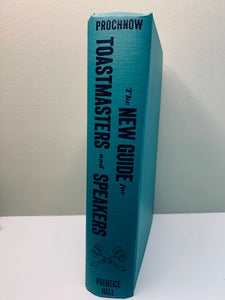 PROCHNOW
The NEW GUIDE for
TOASTMASTERS and SPEAKERS
PRENTICE
HALL